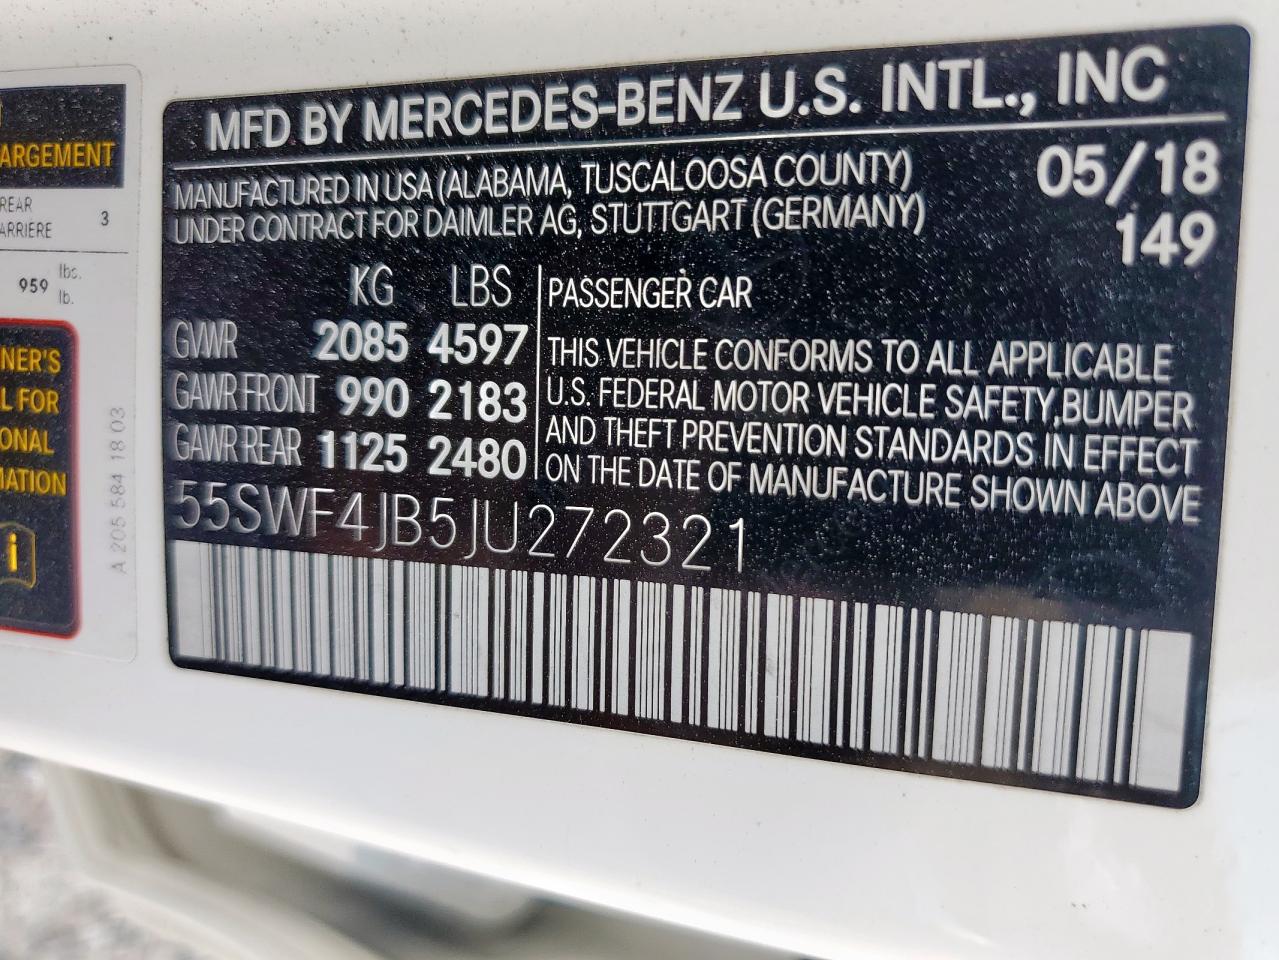 ARGEMENT
REAR
ARRIÈRE 3
959 lbs.
lb.
NER'S
L FOR
ONAL
MATION
i
A 205 584 18 03
MFD BY MERCEDES-BENZ U.S. INTL., INC
MANUFACTURED IN USA (ALABAMA, TUSCALOOSA COUNTY) 05/18
UNDER CONTRACT FOR DAIMLER AG, STUTTGART (GERMANY) 149
KG LBS
GVWR 2085 4597
GAWR FRONT 990 2183
GAWR REAR 1125 2480
PASSENGER CAR
THIS VEHICLE CONFORMS TO ALL APPLICABLE
U.S. FEDERAL MOTOR VEHICLE SAFETY,BUMPER
AND THEFT PREVENTION STANDARDS IN EFFECT
ON THE DATE OF MANUFACTURE SHOWN ABOVE
55SWF4JB5JU272321